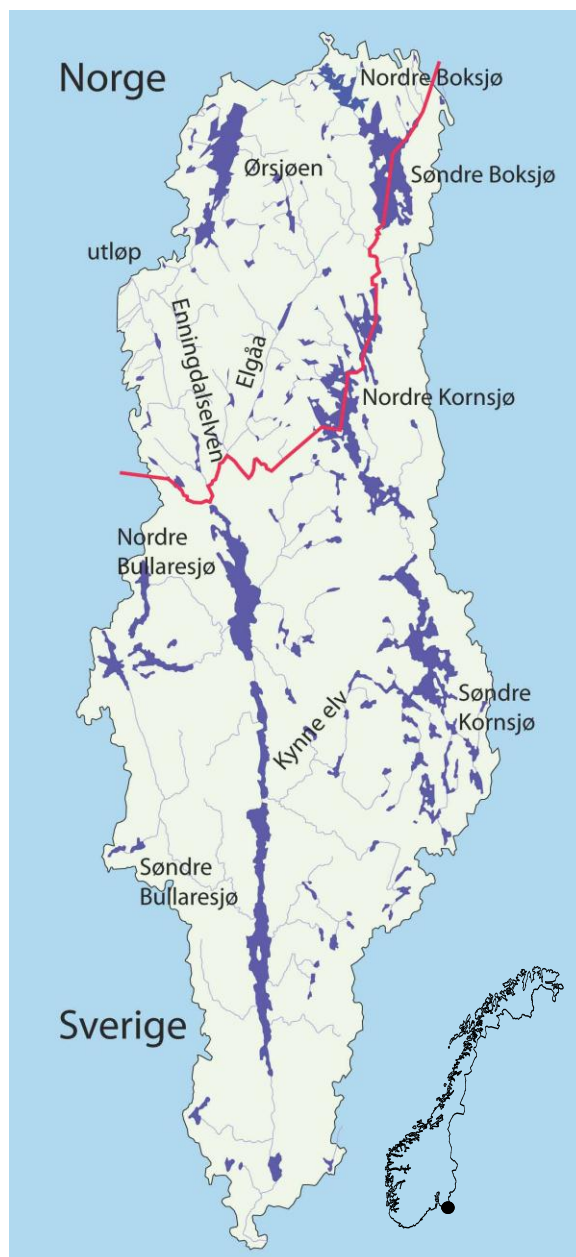 Norge
Nordre Boksjø
Ørsjøen
Søndre Boksjø
utløp
Enningdalselven
Elgåa
Nordre Kornsjø
Nordre
Bullaresjø
Kynne elv
Søndre
Kornsjø
Søndre
Bullaresjø
Sverige